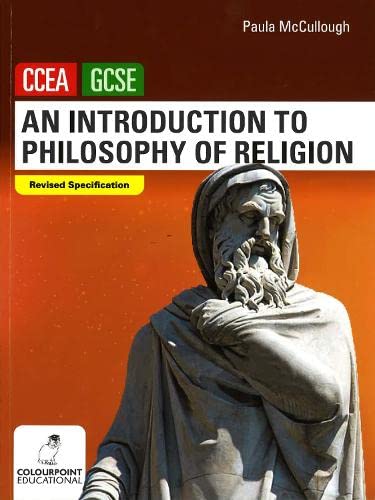 Paula McCullough
CCEA GCSE
AN INTRODUCTION TO
PHILOSOPHY OF RELIGION
Revised Specification
COLOURPOINT
EDUCATIONAL